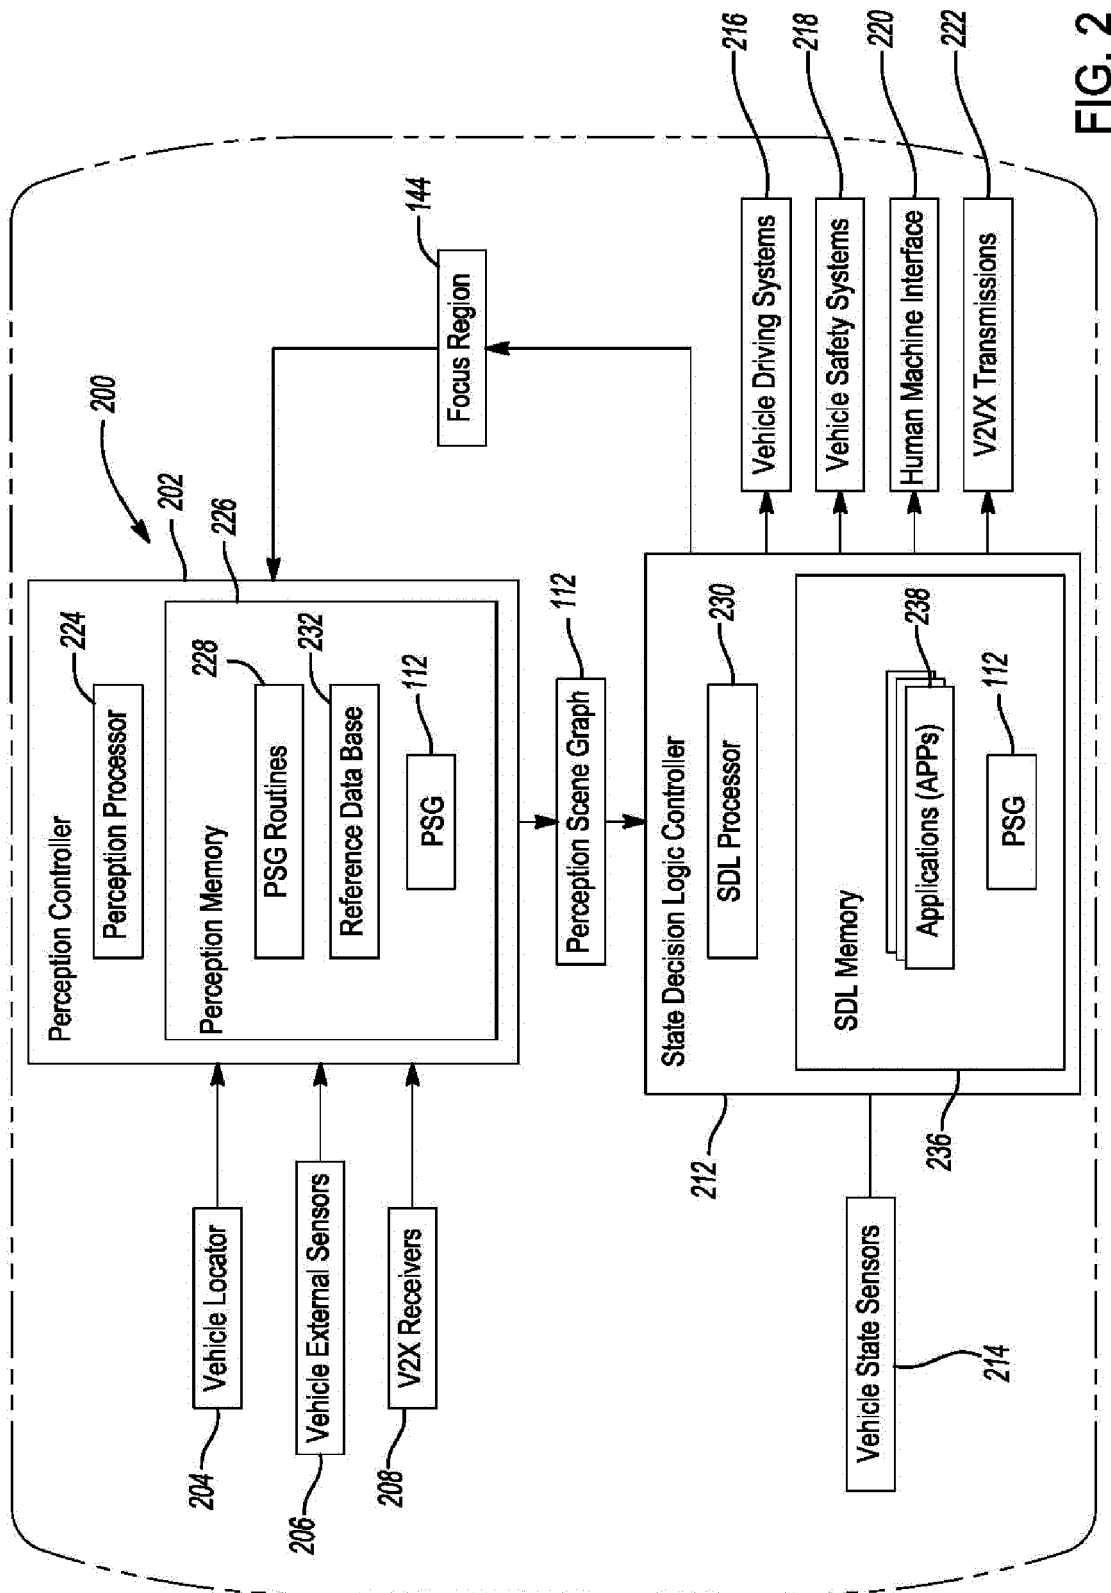 200
Perception Controller
202
Perception Processor
224
Perception Memory
226
PSG Routines
228
Reference Data Base
232
PSG
112
Vehicle Locator
204
Vehicle External Sensors
206
V2X Receivers
208
Focus Region
144
Perception Scene Graph
112
State Decision Logic Controller
212
SDL Processor
230
SDL Memory
236
Applications (APPs)
238
PSG
112
Vehicle State Sensors
214
Vehicle Driving Systems
216
Vehicle Safety Systems
218
Human Machine Interface
220
V2VX Transmissions
222
FIG. 2